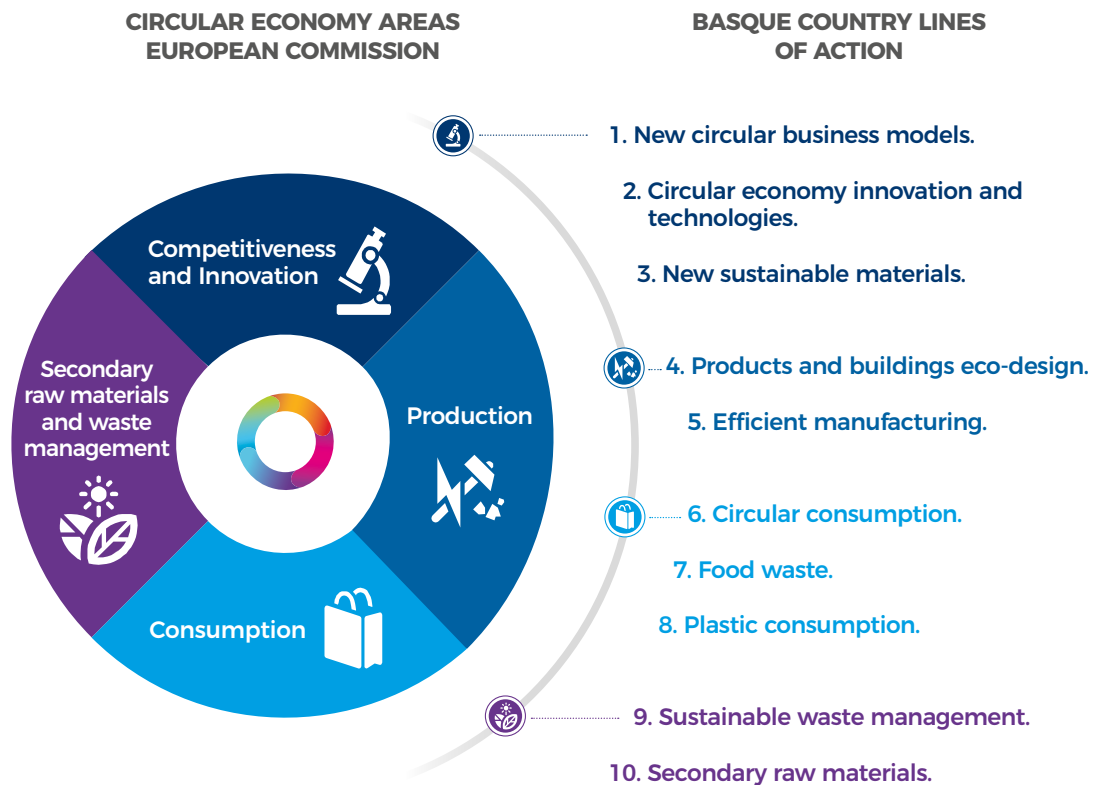 CIRCULAR ECONOMY AREAS
EUROPEAN COMMISSION
Competitiveness
and Innovation
Secondary
raw materials
and waste
management
Production
Consumption
BASQUE COUNTRY LINES
OF ACTION
1. New circular business models.
2. Circular economy innovation and
technologies.
3. New sustainable materials.
4. Products and buildings eco-design.
5. Efficient manufacturing.
6. Circular consumption.
7. Food waste.
8. Plastic consumption.
9. Sustainable waste management.
10. Secondary raw materials.